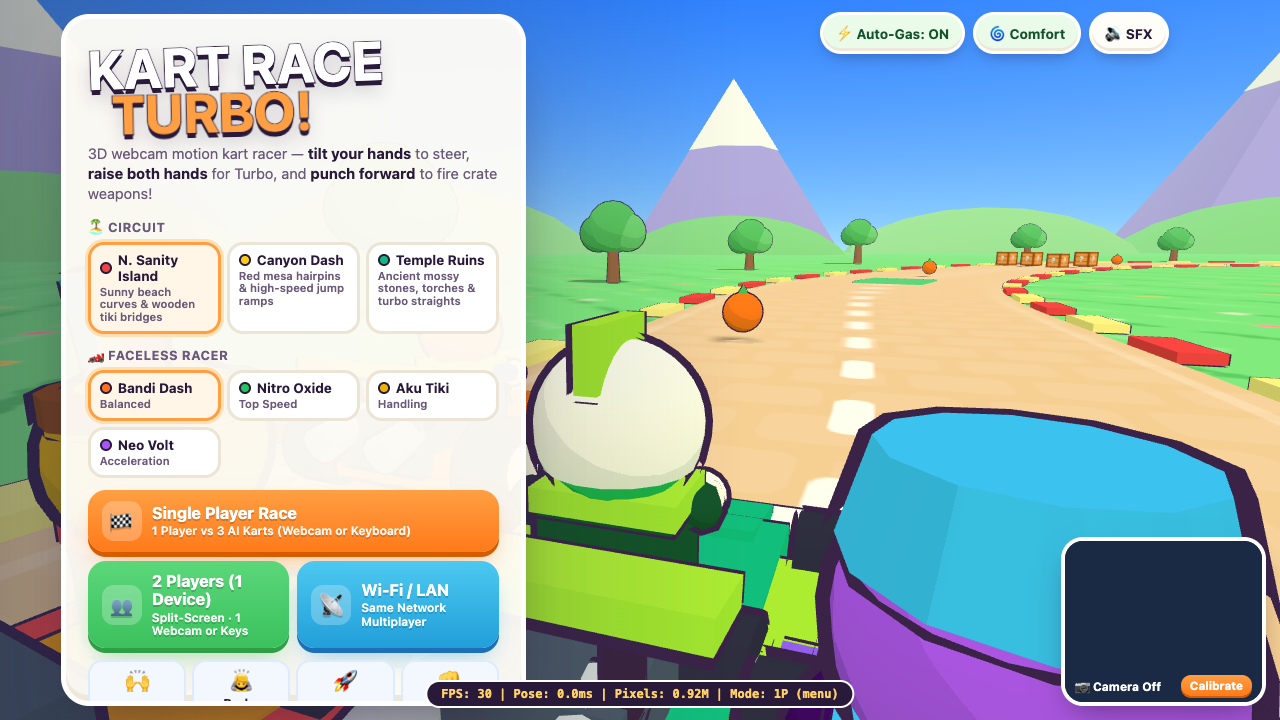 KART RACE
TURBO!
3D webcam motion kart racer — tilt your hands to steer,
raise both hands for Turbo, and punch forward to fire crate
weapons!
CIRCUIT
N. Sanity
Island
Sunny beach
curves & wooden
tiki bridges
Canyon Dash
Red mesa hairpins
& high-speed jump
ramps
Temple Ruins
Ancient mossy
stones, torches &
turbo straights
FACELESS RACER
Bandi Dash
Balanced
Nitro Oxide
Top Speed
Aku Tiki
Handling
Neo Volt
Acceleration
Single Player Race
1 Player vs 3 AI Karts (Webcam or Keyboard)
2 Players (1
Device)
Split-Screen · 1
Webcam or Keys
Wi-Fi / LAN
Same Network
Multiplayer
Auto-Gas: ON
Comfort
SFX
Camera Off
Calibrate
FPS: 30 | Pose: 0.0ms | Pixels: 0.92M | Mode: 1P (menu)